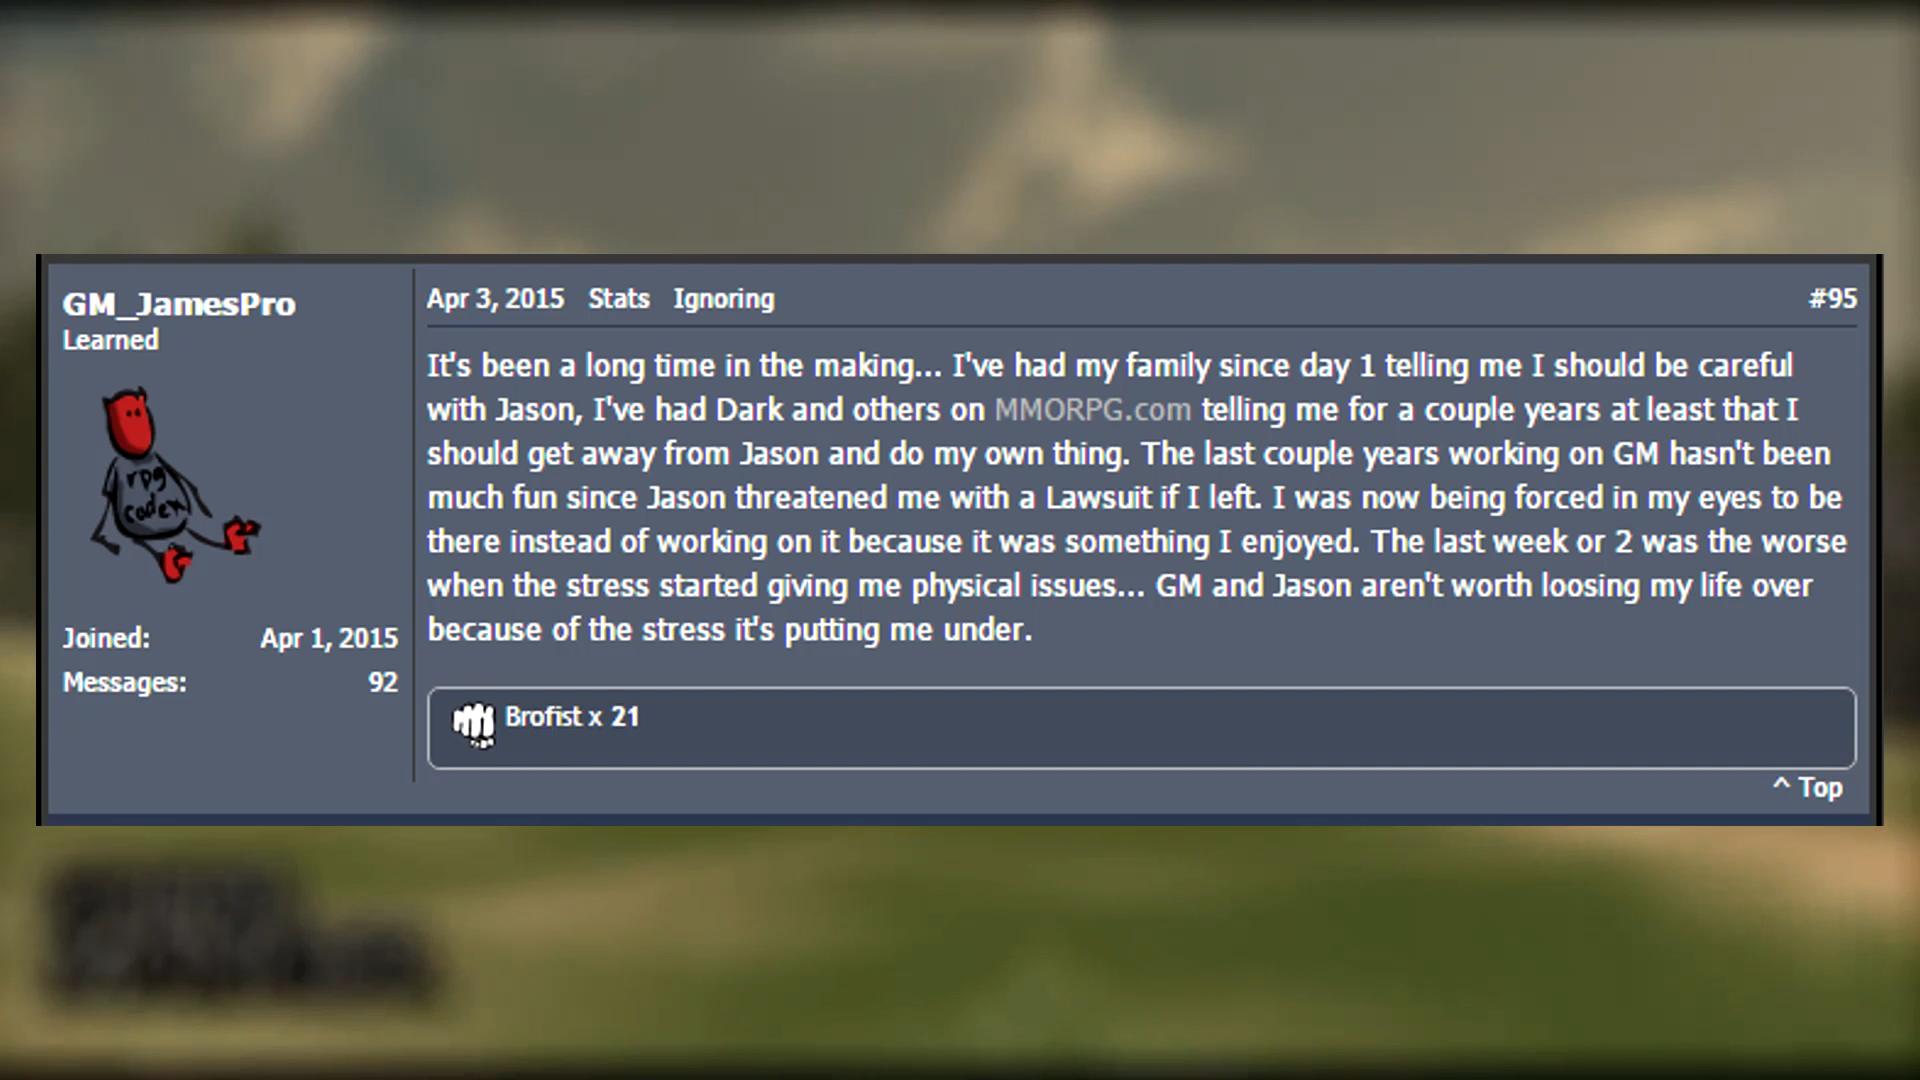 GM_JamesPro
Learned
rpg
codex
Joined: Apr 1, 2015
Messages: 92
Apr 3, 2015 Stats Ignoring #95
It's been a long time in the making... I've had my family since day 1 telling me I should be careful
with Jason, I've had Dark and others on MMORPG.com telling me for a couple years at least that I
should get away from Jason and do my own thing. The last couple years working on GM hasn't been
much fun since Jason threatened me with a Lawsuit if I left. I was now being forced in my eyes to be
there instead of working on it because it was something I enjoyed. The last week or 2 was the worse
when the stress started giving me physical issues... GM and Jason aren't worth loosing my life over
because of the stress it's putting me under.
Brofist x 21
^ Top